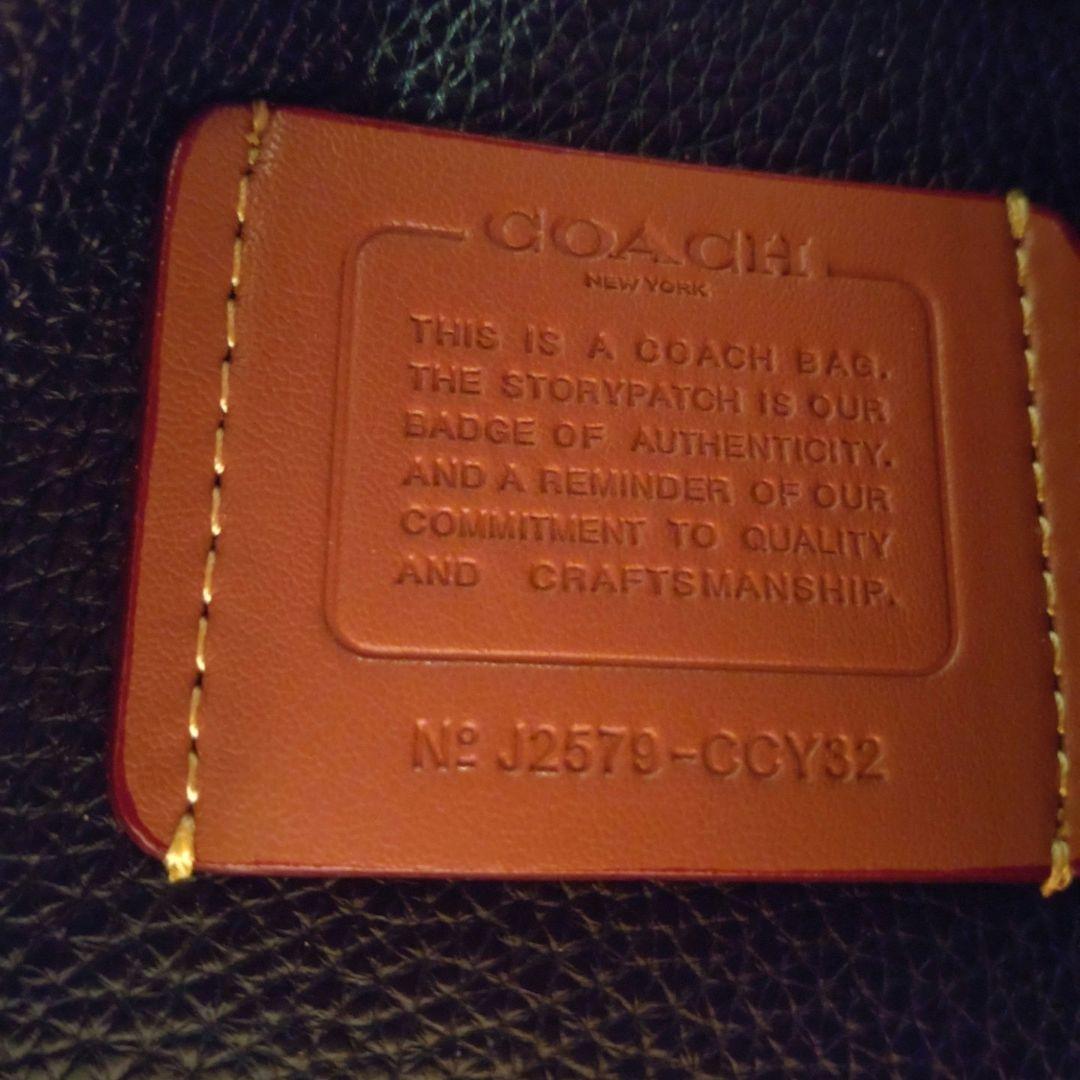 COACH
NEW YORK
THIS IS A COACH BAG.
THE STORYPATCH IS OUR
BADGE OF AUTHENTICITY.
AND A REMINDER OF OUR
COMMITMENT TO QUALITY
AND CRAFTSMANSHIP.
Nº J2579-CCY32